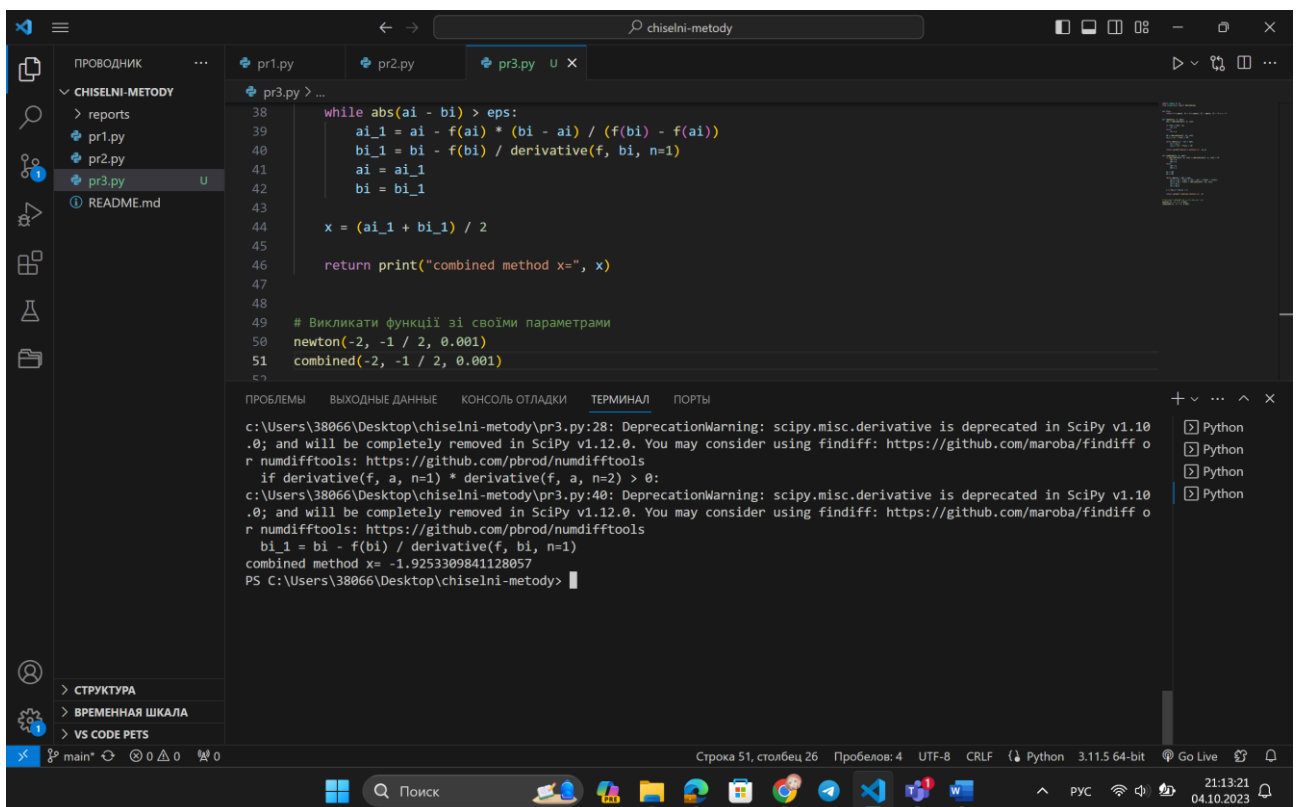 chiselni-metody
ПРОВОДНИК
CHISELNI-METODY
reports
pr1.py
pr2.py
pr3.py U
README.md
СТРУКТУРА
ВРЕМЕННАЯ ШКАЛА
VS CODE PETS
pr1.py pr2.py pr3.py U
pr3.py > ...
38 while abs(ai - bi) > eps:
39 ai_1 = ai - f(ai) * (bi - ai) / (f(bi) - f(ai))
40 bi_1 = bi - f(bi) / derivative(f, bi, n=1)
41 ai = ai_1
42 bi = bi_1
43
44 x = (ai_1 + bi_1) / 2
45
46 return print("combined method x=", x)
47
48
49 # Викликати функції зі своїми параметрами
50 newton(-2, -1 / 2, 0.001)
51 combined(-2, -1 / 2, 0.001)
52
ПРОБЛЕМЫ ВЫХОДНЫЕ ДАННЫЕ КОНСОЛЬ ОТЛАДКИ ТЕРМИНАЛ ПОРТЫ
c:\Users\38066\Desktop\chiselni-metody\pr3.py:28: DeprecationWarning: scipy.misc.derivative is deprecated in SciPy v1.10
.0; and will be completely removed in SciPy v1.12.0. You may consider using findiff: https://github.com/maroba/findiff o
r numdifftools: https://github.com/pbrod/numdifftools
if derivative(f, a, n=1) * derivative(f, a, n=2) > 0:
c:\Users\38066\Desktop\chiselni-metody\pr3.py:40: DeprecationWarning: scipy.misc.derivative is deprecated in SciPy v1.10
.0; and will be completely removed in SciPy v1.12.0. You may consider using findiff: https://github.com/maroba/findiff o
r numdifftools: https://github.com/pbrod/numdifftools
bi_1 = bi - f(bi) / derivative(f, bi, n=1)
combined method x= -1.9253309841128057
PS C:\Users\38066\Desktop\chiselni-metody>
Python
Python
Python
Python
main* 0 0 0 Строка 51, столбец 26 Пробелов: 4 UTF-8 CRLF Python 3.11.5 64-bit Go Live
Поиск
РУС
21:13:21
04.10.2023